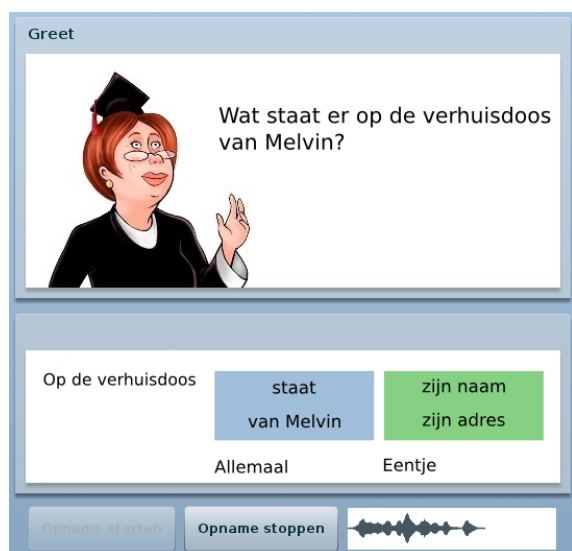 Greet
Wat staat er op de verhuisdoos
van Melvin?
Op de verhuisdoos
staat
van Melvin
zijn naam
zijn adres
Allemaal
Eentje
Opname starten
Opname stoppen